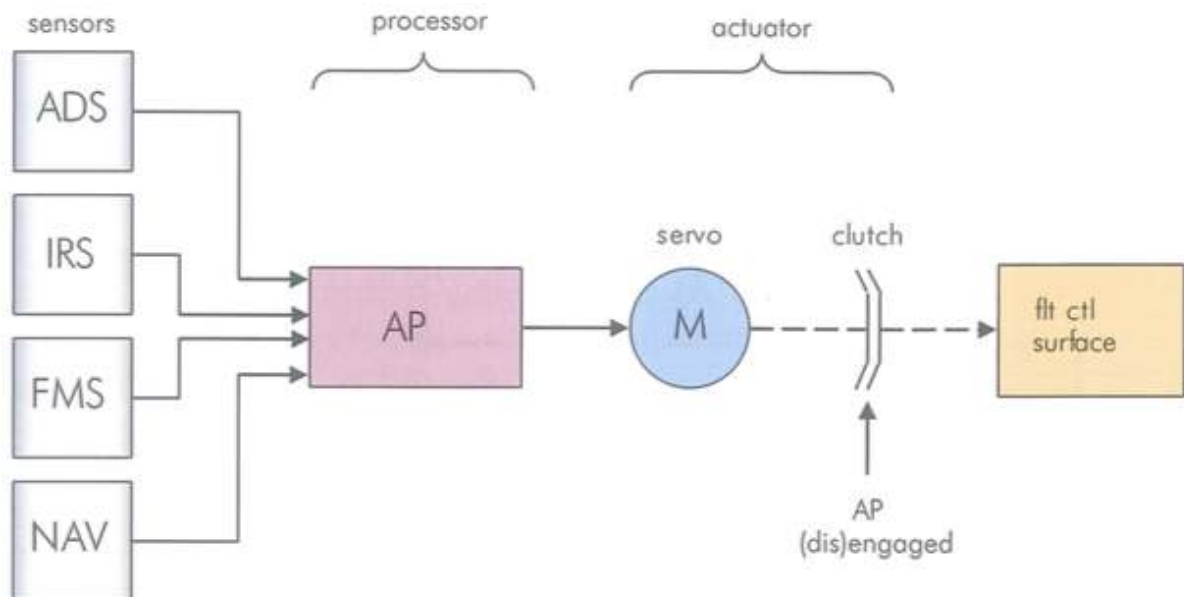 sensors
processor
actuator
ADS
IRS
FMS
NAV
AP
servo
M
clutch
flt ctl
surface
AP
(dis)engaged